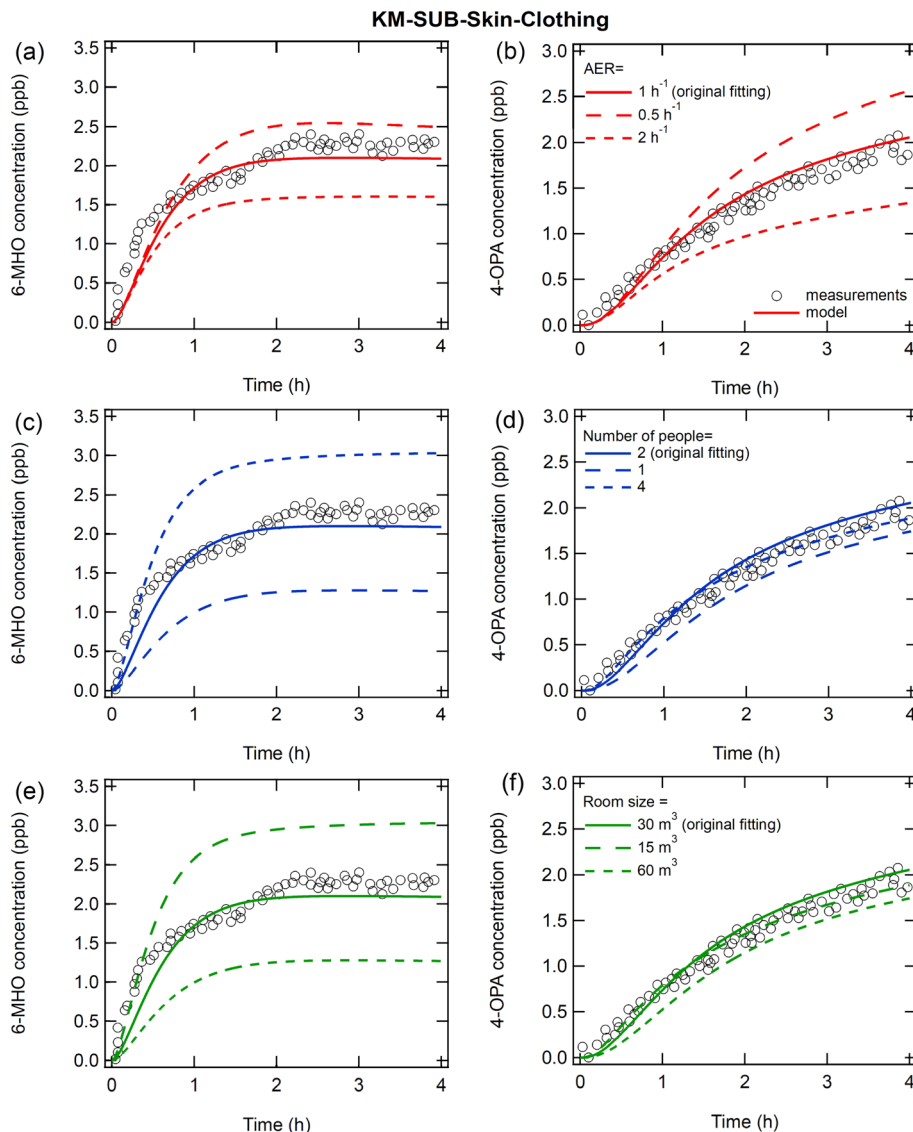 KM-SUB-Skin-Clothing
(a)
3.5
3.0
2.5
2.0
1.5
1.0
0.5
0.0
6-MHO concentration (ppb)
0 1 2 3 4
Time (h)
(b)
AER=
1 h⁻¹ (original fitting)
0.5 h⁻¹
2 h⁻¹
3.0
2.5
2.0
1.5
1.0
0.5
0.0
4-OPA concentration (ppb)
measurements
model
0 1 2 3 4
Time (h)
(c)
3.5
3.0
2.5
2.0
1.5
1.0
0.5
0.0
6-MHO concentration (ppb)
0 1 2 3 4
Time (h)
(d)
Number of people=
2 (original fitting)
1
4
3.0
2.5
2.0
1.5
1.0
0.5
0.0
4-OPA concentration (ppb)
0 1 2 3 4
Time (h)
(e)
3.5
3.0
2.5
2.0
1.5
1.0
0.5
0.0
6-MHO concentration (ppb)
0 1 2 3 4
Time (h)
(f)
Room size =
30 m³ (original fitting)
15 m³
60 m³
3.0
2.5
2.0
1.5
1.0
0.5
0.0
4-OPA concentration (ppb)
0 1 2 3 4
Time (h)